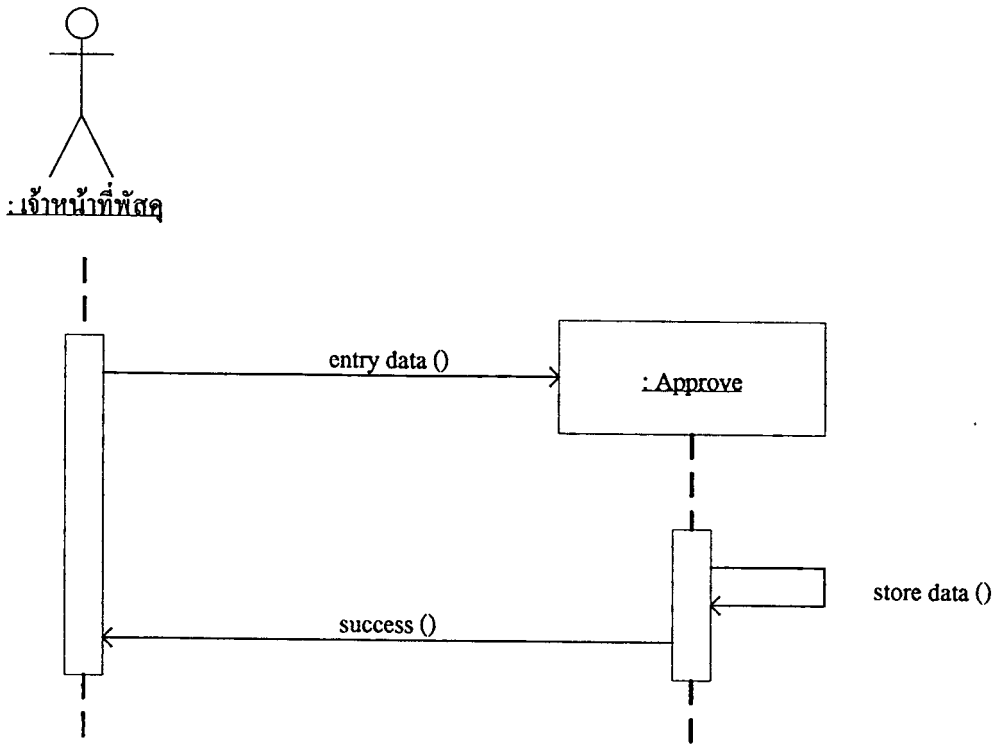 : เจ้าหน้าที่พัสดุ
entry data ()
: Approve
store data ()
success ()